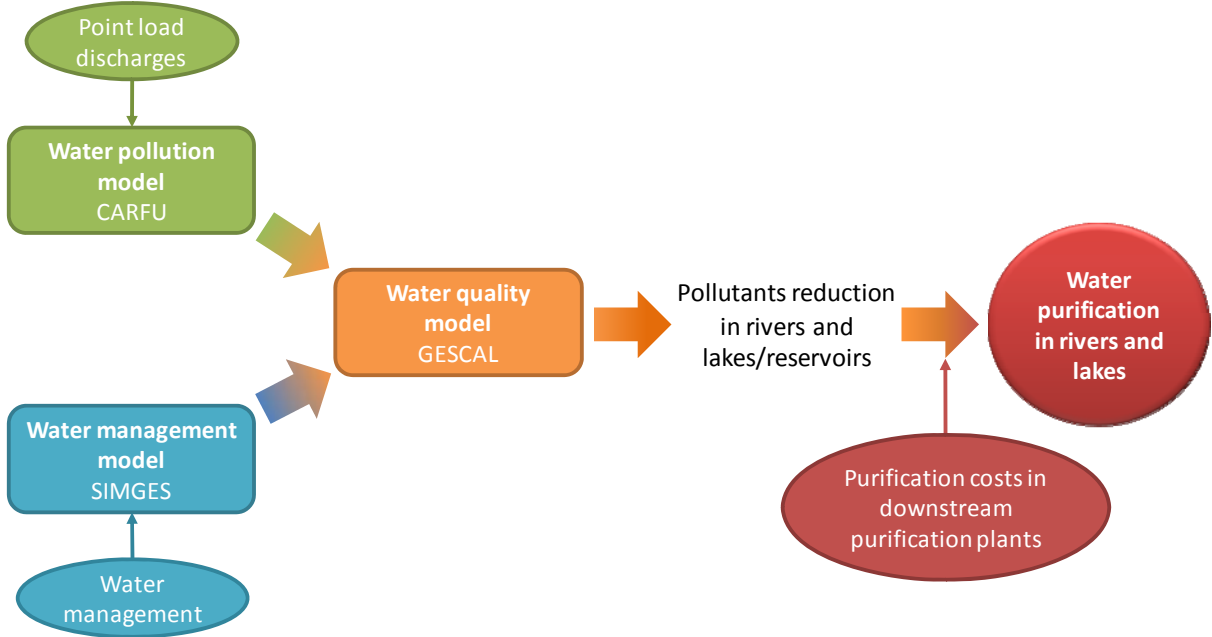 Point load
discharges
Water pollution
model
CARFU
Water quality
model
GESCAL
Pollutants reduction
in rivers and
lakes/reservoirs
Water
purification
in rivers and
lakes
Water management
model
SIMGES
Purification costs in
downstream
purification plants
Water
management